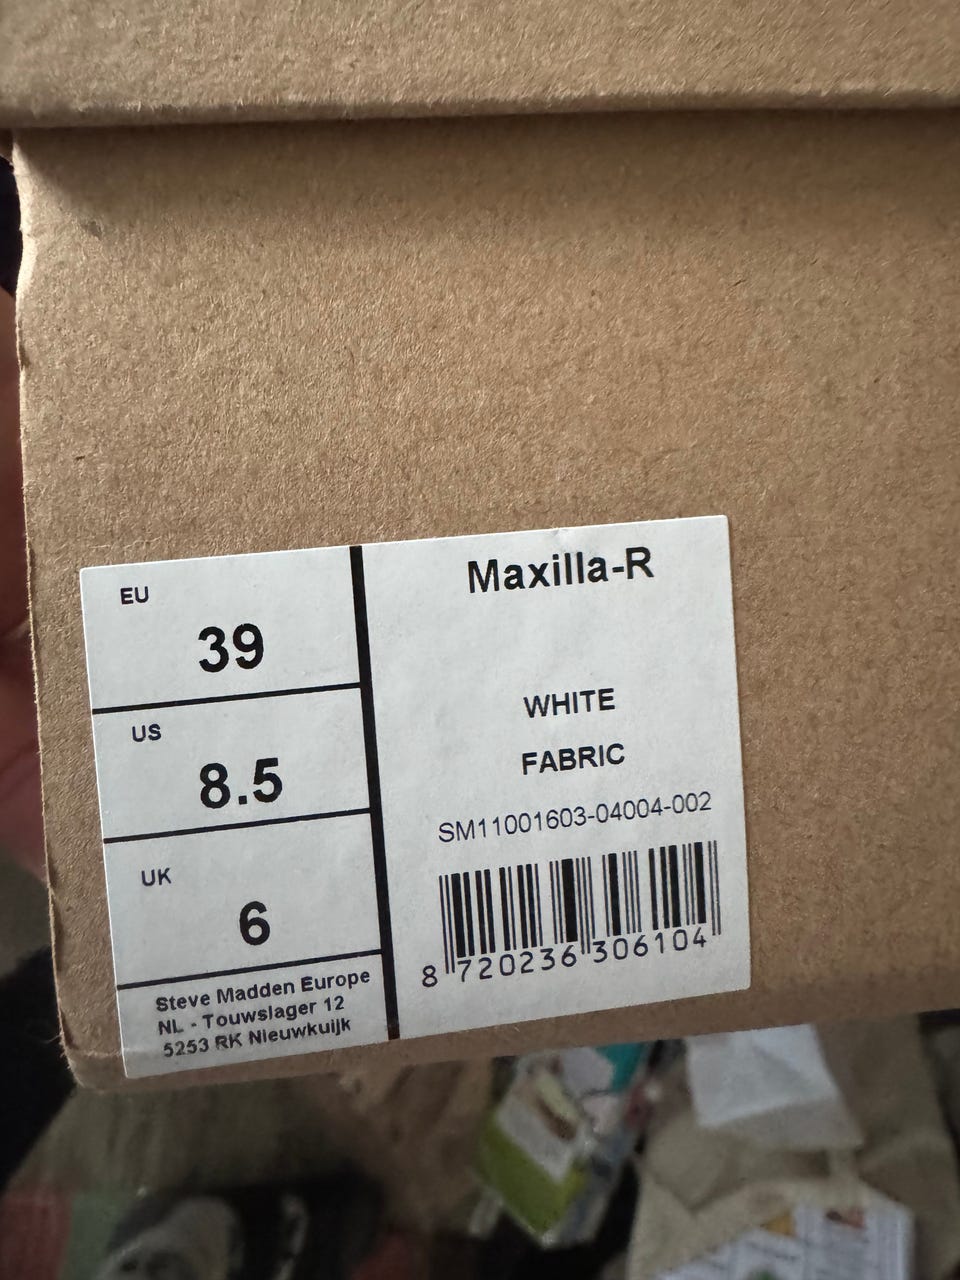 EU
39
US
8.5
UK
6
Steve Madden Europe
NL - Touwslager 12
5253 RK Nieuwkuijk
Maxilla-R
WHITE
FABRIC
SM11001603-04004-002
8 720236 306104